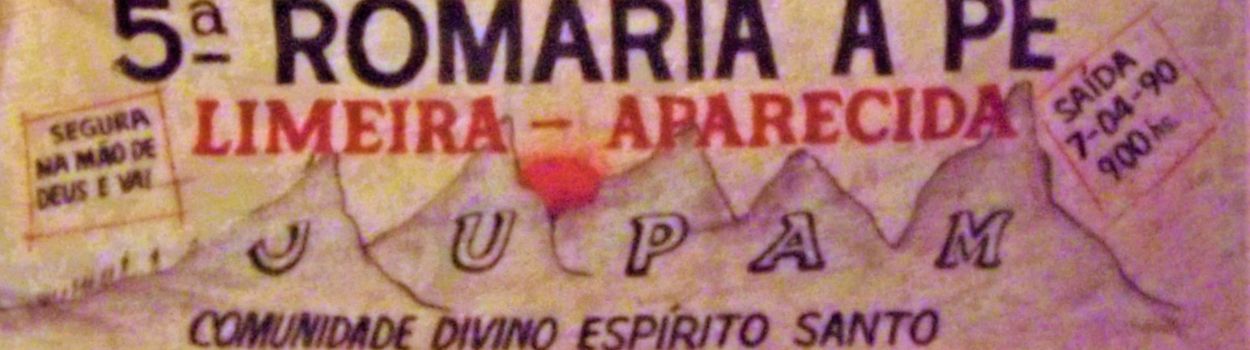 5ª ROMARIA A PÉ
LIMEIRA - APARECIDA
SEGURA
NA MÃO DE
DEUS E VAI
SAÍDA
7-04-90
900 hs.
JUPAM
COMUNIDADE DIVINO ESPÍRITO SANTO